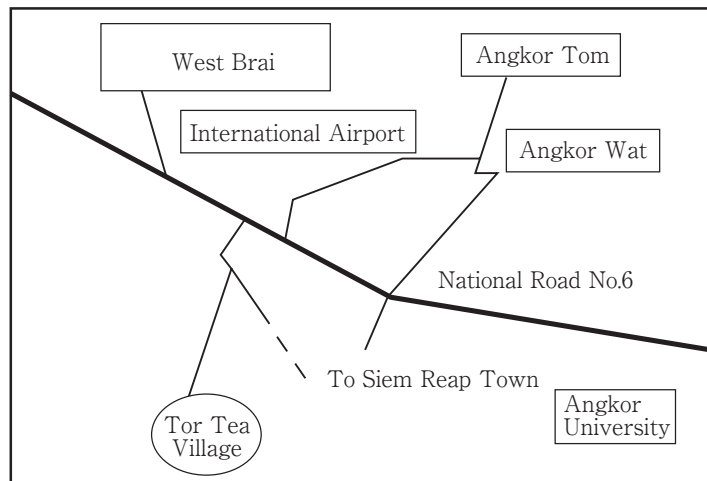 West Brai
Angkor Tom
International Airport
Angkor Wat
National Road No.6
To Siem Reap Town
Tor Tea
Village
Angkor
University